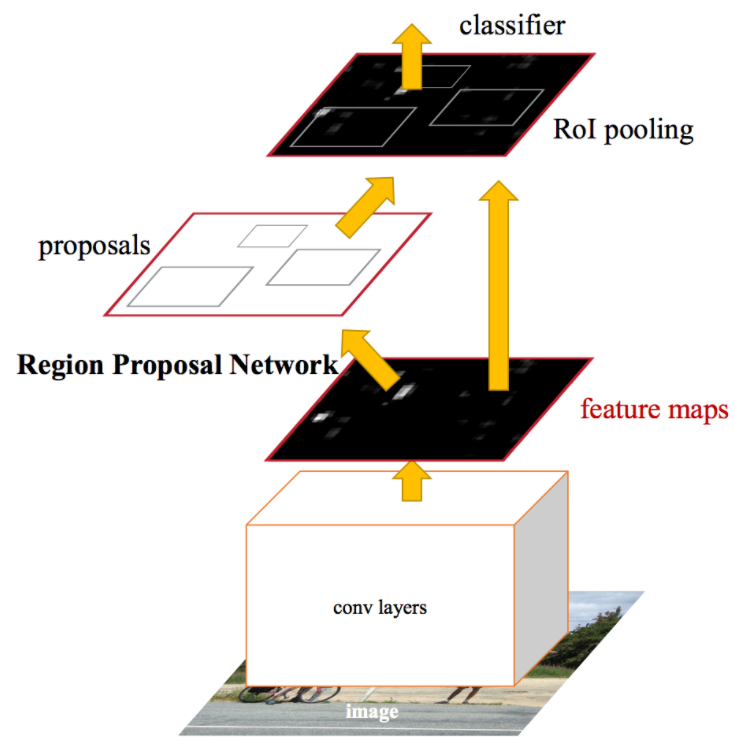 classifier
RoI pooling
proposals
Region Proposal Network
feature maps
conv layers
image